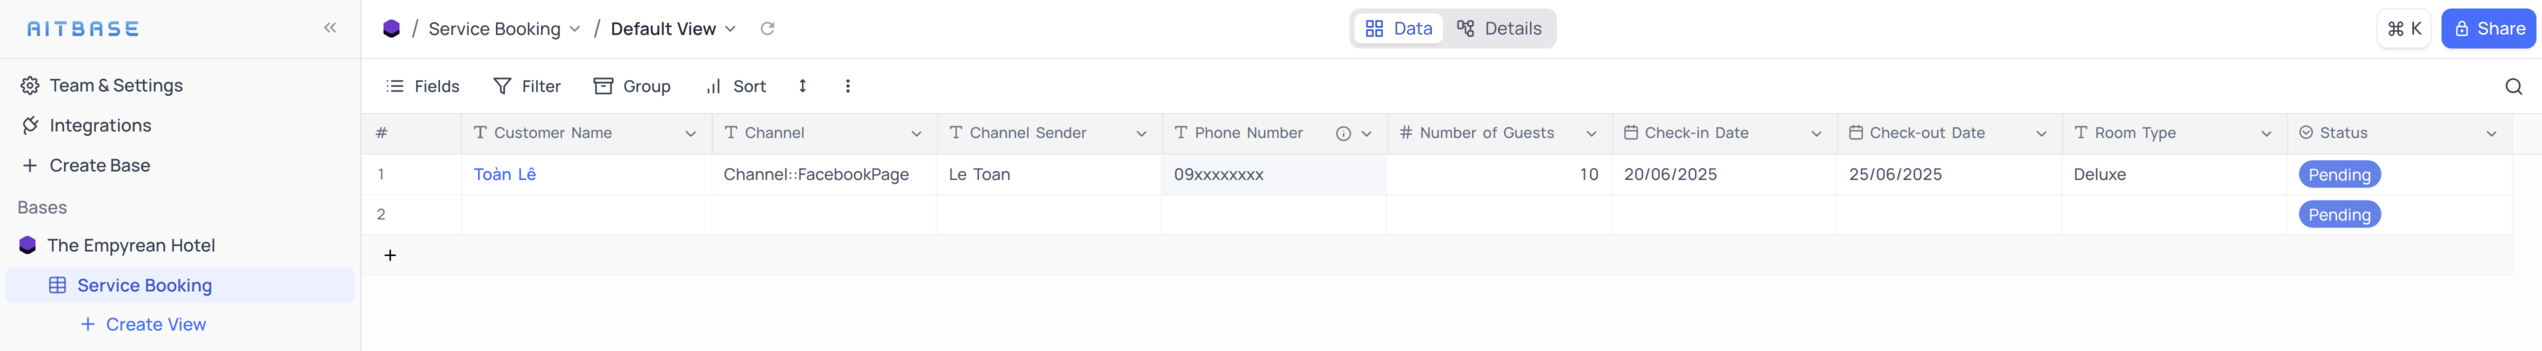 AITBASE
Team & Settings
Integrations
Create Base
Bases
The Empyrean Hotel
Service Booking
Create View
/ Service Booking / Default View
Data Details
⌘ K
Share
Fields Filter Group Sort
# Customer Name Channel Channel Sender Phone Number # Number of Guests Check-in Date Check-out Date Room Type Status
1 Toàn Lê Channel::FacebookPage Le Toan 09xxxxxxxx 10 20/06/2025 25/06/2025 Deluxe Pending
2 Pending
+